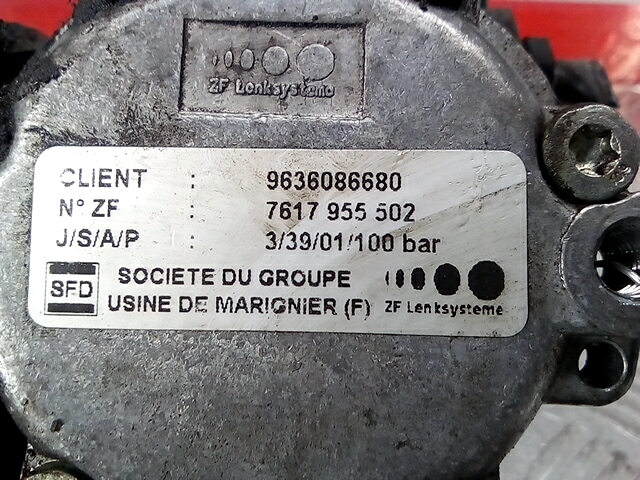 ZF Lenksysteme
CLIENT : 9636086680
N° ZF : 7617 955 502
J/S/A/P : 3/39/01/100 bar
SFD SOCIETE DU GROUPE
USINE DE MARIGNIER (F) ZF Lenksysteme